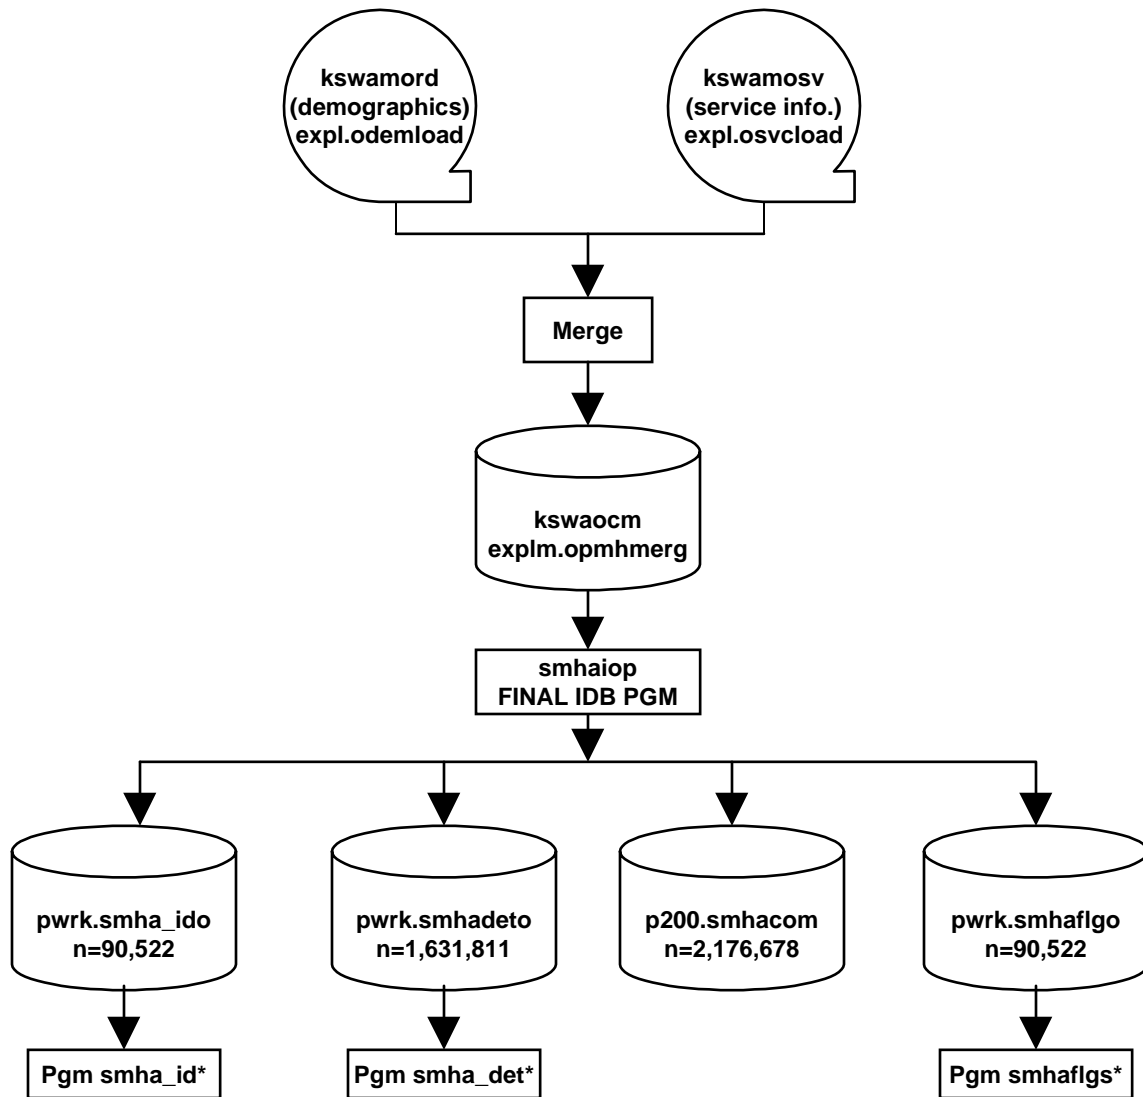 kswamord
(demographics)
expl.odemload
kswamosv
(service info.)
expl.osvcload
Merge
kswaocm
explm.opmhmerg
smhaiop
FINAL IDB PGM
pwrk.smha_ido
n=90,522
pwrk.smhadeto
n=1,631,811
p200.smhacom
n=2,176,678
pwrk.smhaflgo
n=90,522
Pgm smha_id*
Pgm smha_det*
Pgm smhaflgs*